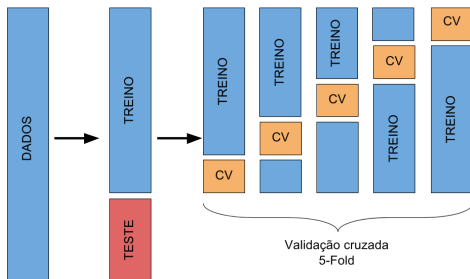 DADOS
TREINO
TESTE
TREINO
CV
TREINO
CV
TREINO
CV
CV
TREINO
CV
TREINO
Validação cruzada
5-Fold